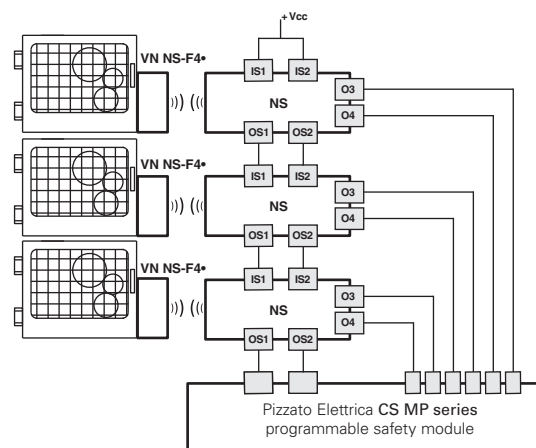 + Vcc
VN NS-F4•
IS1 IS2
NS
O3
O4
OS1 OS2
VN NS-F4•
IS1 IS2
NS
O3
O4
OS1 OS2
VN NS-F4•
IS1 IS2
NS
O3
O4
OS1 OS2
Pizzato Elettrica CS MP series
programmable safety module